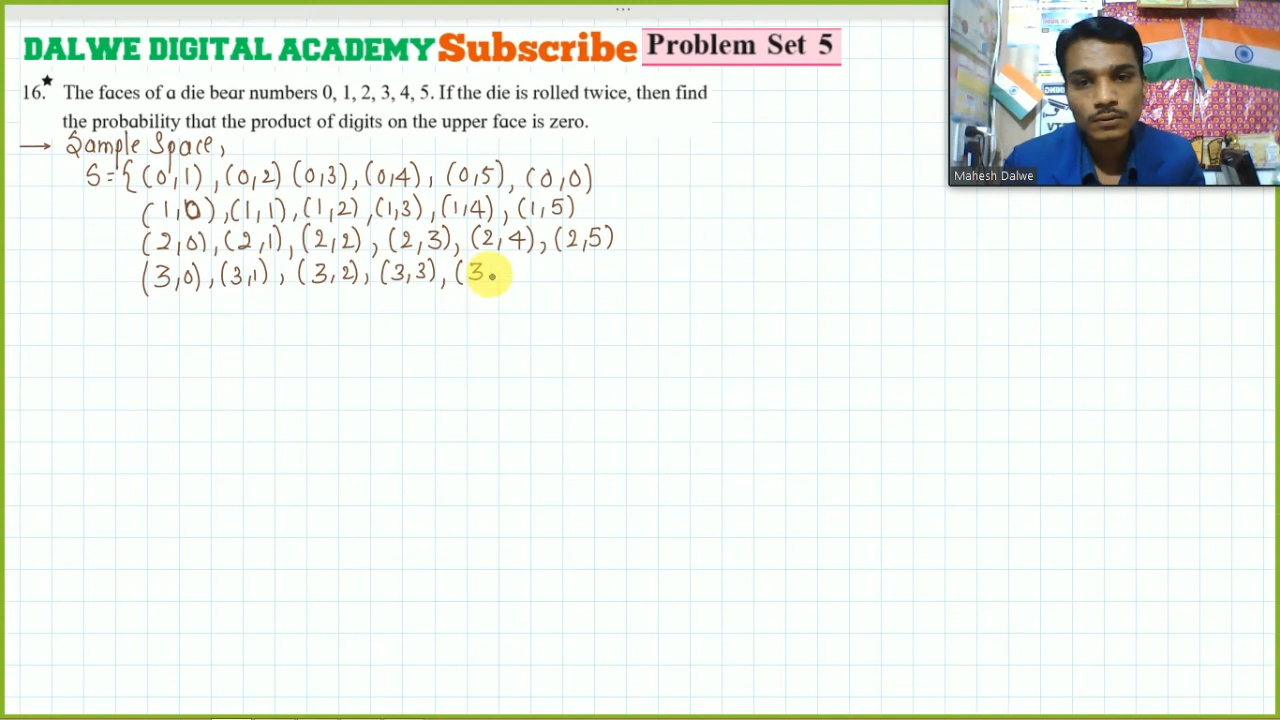 DALWE DIGITAL ACADEMY Subscribe Problem Set 5
16.* The faces of a die bear numbers 0, 1, 2, 3, 4, 5. If the die is rolled twice, then find
the probability that the product of digits on the upper face is zero.
→ Sample Space,
S={(0,1),(0,2)(0,3),(0,4),(0,5),(0,0)
(1,0),(1,1),(1,2),(1,3),(1,4),(1,5)
(2,0),(2,1),(2,2),(2,3),(2,4),(2,5)
(3,0),(3,1),(3,2),(3,3),(3
Mahesh Dalwe